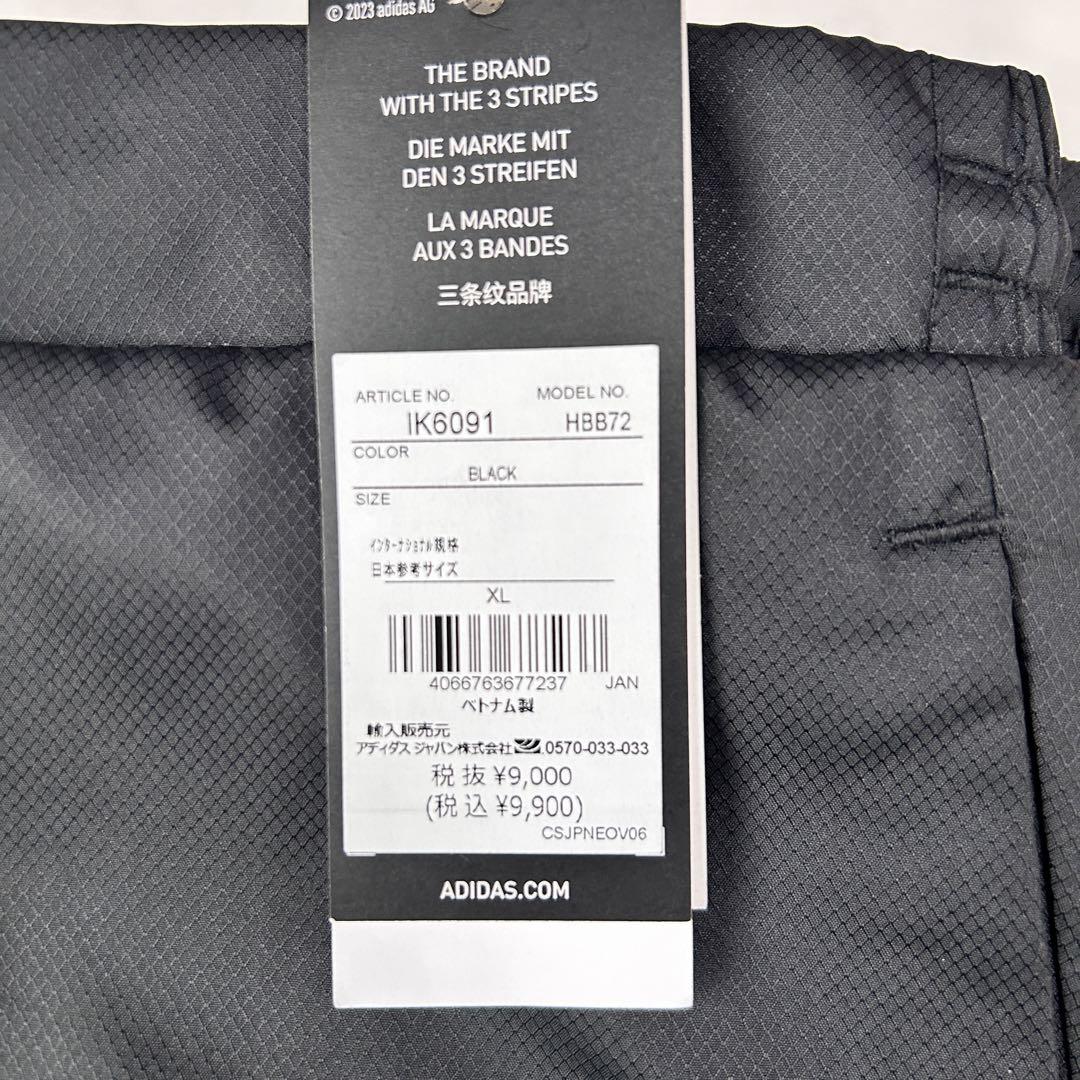 © 2023 adidas AG
THE BRAND
WITH THE 3 STRIPES
DIE MARKE MIT
DEN 3 STREIFEN
LA MARQUE
AUX 3 BANDES
三条纹品牌
ARTICLE NO. MODEL NO.
IK6091 HBB72
COLOR
BLACK
SIZE
インターナショナル規格
日本参考サイズ
XL
4066763677237 JAN
ベトナム製
輸入販売元
アディダス ジャパン株式会社 0570-033-033
税抜 ¥9,000
(税込 ¥9,900)
CSJPNEOV06
ADIDAS.COM